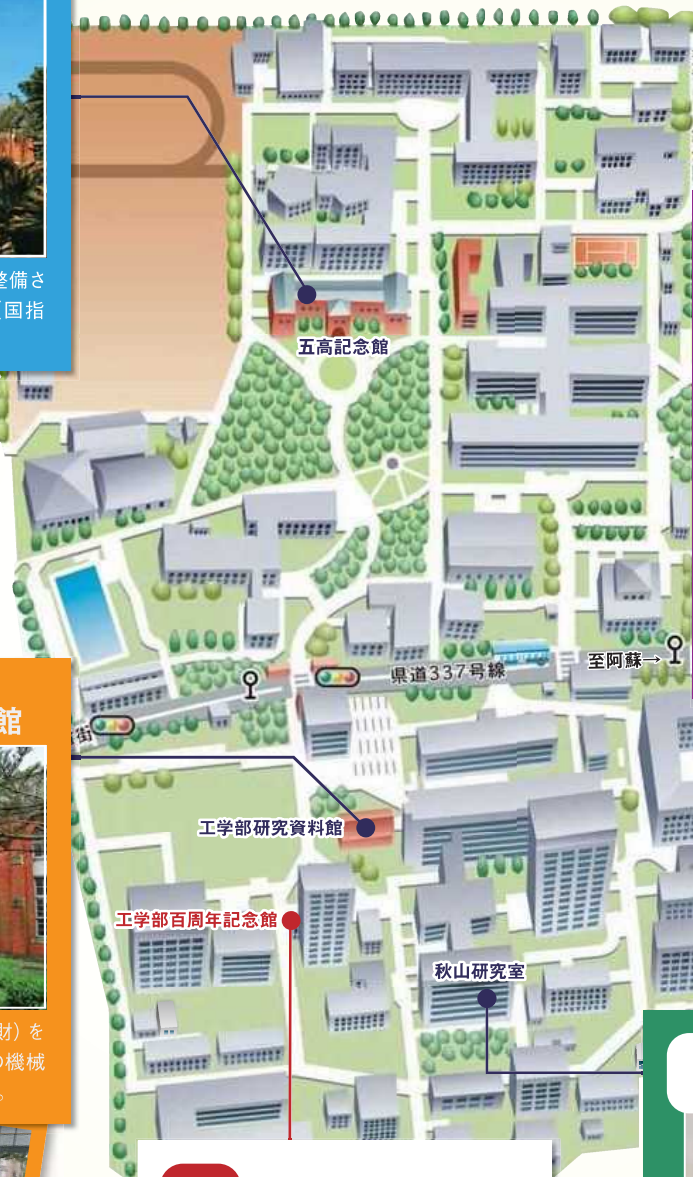 整備さ
国指
五高記念館
県道337号線
至阿蘇→
街
館
工学部研究資料館
工学部百周年記念館
秋山研究室
財）を
の機械
。